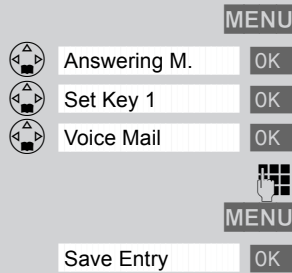 MENU
Answering M. OK
Set Key 1 OK
Voice Mail OK
MENU
Save Entry OK